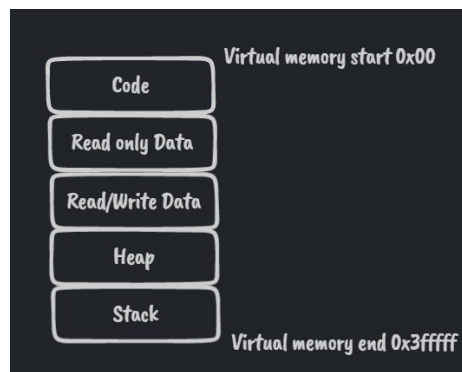 Virtual memory start 0x00
Code
Read only Data
Read/Write Data
Heap
Stack
Virtual memory end 0x3fffff